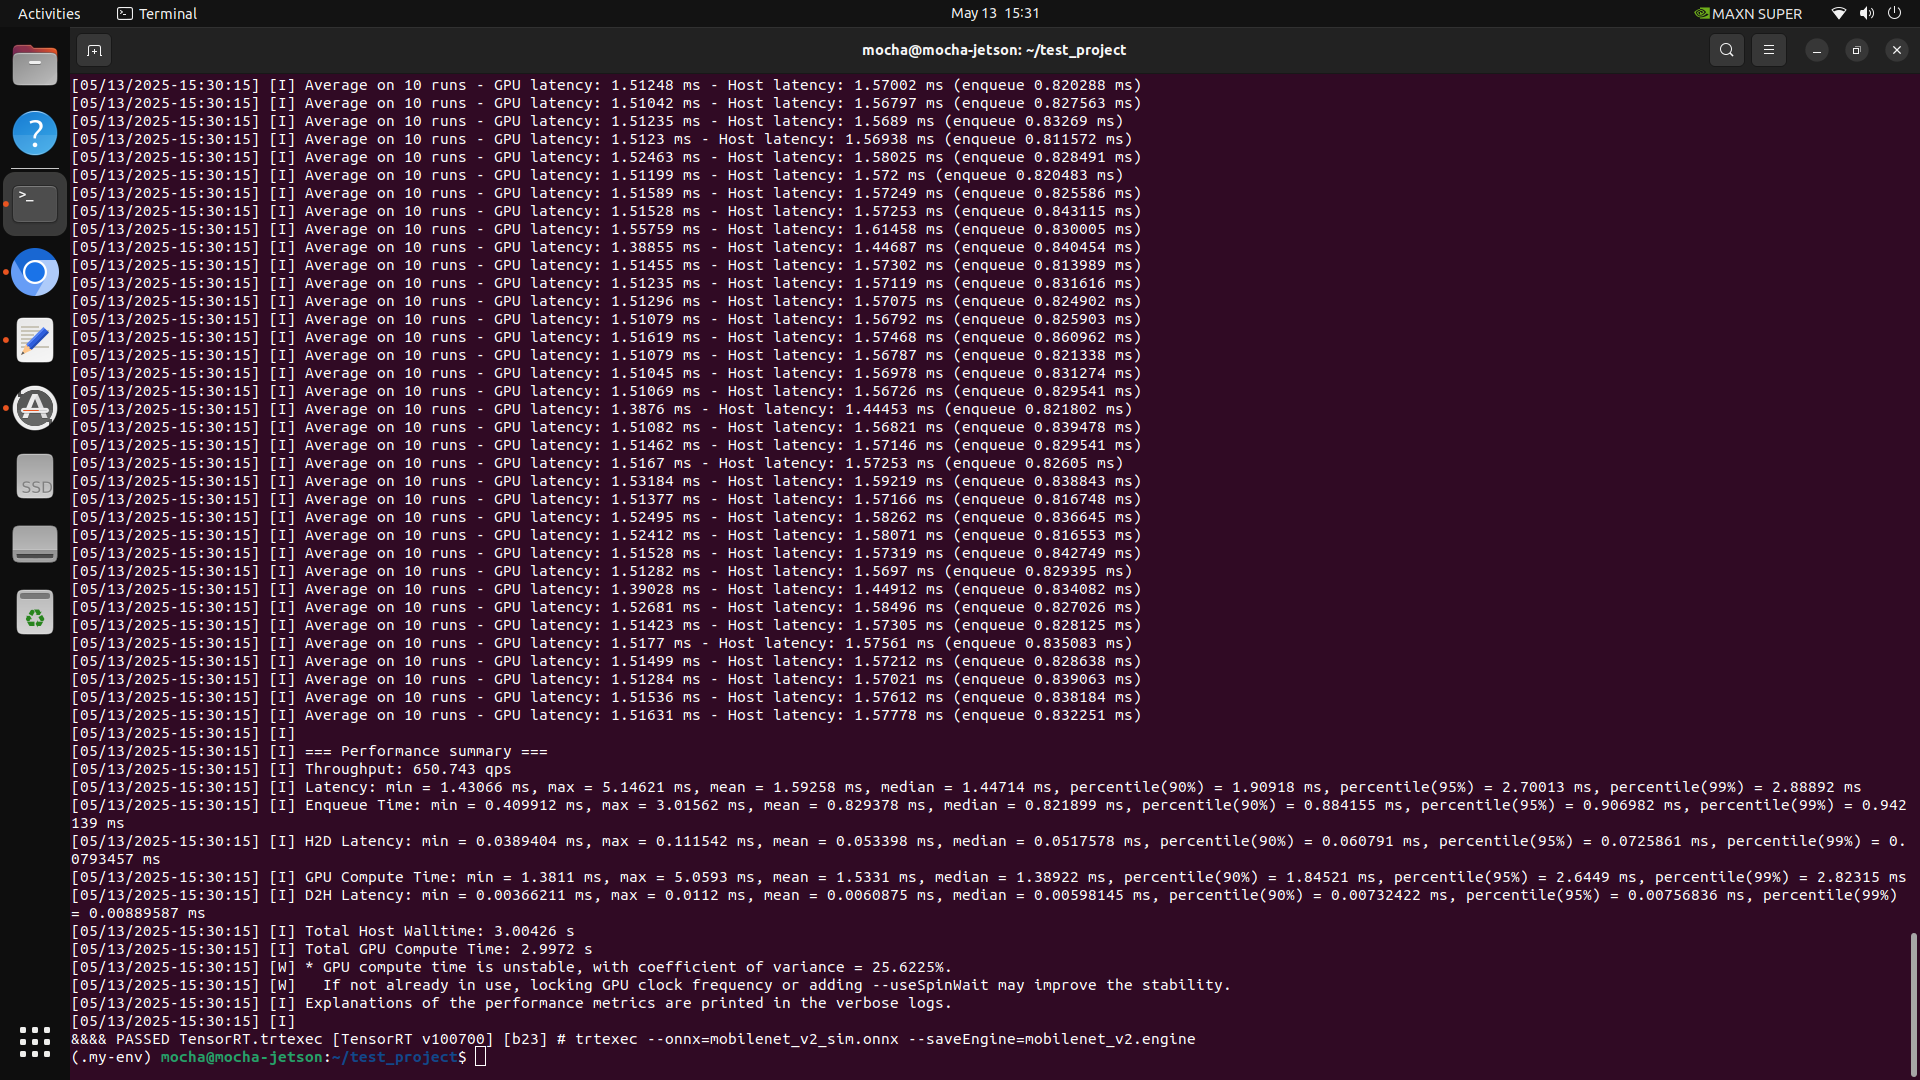 Activities
Terminal
May 13 15:31
MAXN SUPER
mocha@mocha-jetson: ~/test_project
[05/13/2025-15:30:15] [I] Average on 10 runs - GPU latency: 1.51248 ms - Host latency: 1.57002 ms (enqueue 0.820288 ms)
[05/13/2025-15:30:15] [I] Average on 10 runs - GPU latency: 1.51042 ms - Host latency: 1.56797 ms (enqueue 0.827563 ms)
[05/13/2025-15:30:15] [I] Average on 10 runs - GPU latency: 1.51235 ms - Host latency: 1.5689 ms (enqueue 0.83269 ms)
[05/13/2025-15:30:15] [I] Average on 10 runs - GPU latency: 1.5123 ms - Host latency: 1.56938 ms (enqueue 0.811572 ms)
[05/13/2025-15:30:15] [I] Average on 10 runs - GPU latency: 1.52463 ms - Host latency: 1.58025 ms (enqueue 0.828491 ms)
[05/13/2025-15:30:15] [I] Average on 10 runs - GPU latency: 1.51199 ms - Host latency: 1.572 ms (enqueue 0.820483 ms)
[05/13/2025-15:30:15] [I] Average on 10 runs - GPU latency: 1.51589 ms - Host latency: 1.57249 ms (enqueue 0.825586 ms)
[05/13/2025-15:30:15] [I] Average on 10 runs - GPU latency: 1.51528 ms - Host latency: 1.57253 ms (enqueue 0.843115 ms)
[05/13/2025-15:30:15] [I] Average on 10 runs - GPU latency: 1.55759 ms - Host latency: 1.61458 ms (enqueue 0.830005 ms)
[05/13/2025-15:30:15] [I] Average on 10 runs - GPU latency: 1.38855 ms - Host latency: 1.44687 ms (enqueue 0.840454 ms)
[05/13/2025-15:30:15] [I] Average on 10 runs - GPU latency: 1.51455 ms - Host latency: 1.57302 ms (enqueue 0.813989 ms)
[05/13/2025-15:30:15] [I] Average on 10 runs - GPU latency: 1.51235 ms - Host latency: 1.57119 ms (enqueue 0.831616 ms)
[05/13/2025-15:30:15] [I] Average on 10 runs - GPU latency: 1.51296 ms - Host latency: 1.57075 ms (enqueue 0.824902 ms)
[05/13/2025-15:30:15] [I] Average on 10 runs - GPU latency: 1.51079 ms - Host latency: 1.56792 ms (enqueue 0.825903 ms)
[05/13/2025-15:30:15] [I] Average on 10 runs - GPU latency: 1.51619 ms - Host latency: 1.57468 ms (enqueue 0.860962 ms)
[05/13/2025-15:30:15] [I] Average on 10 runs - GPU latency: 1.51079 ms - Host latency: 1.56787 ms (enqueue 0.821338 ms)
[05/13/2025-15:30:15] [I] Average on 10 runs - GPU latency: 1.51045 ms - Host latency: 1.56978 ms (enqueue 0.831274 ms)
[05/13/2025-15:30:15] [I] Average on 10 runs - GPU latency: 1.51069 ms - Host latency: 1.56726 ms (enqueue 0.829541 ms)
[05/13/2025-15:30:15] [I] Average on 10 runs - GPU latency: 1.3876 ms - Host latency: 1.44453 ms (enqueue 0.821802 ms)
[05/13/2025-15:30:15] [I] Average on 10 runs - GPU latency: 1.51082 ms - Host latency: 1.56821 ms (enqueue 0.839478 ms)
[05/13/2025-15:30:15] [I] Average on 10 runs - GPU latency: 1.51462 ms - Host latency: 1.57146 ms (enqueue 0.829541 ms)
[05/13/2025-15:30:15] [I] Average on 10 runs - GPU latency: 1.5167 ms - Host latency: 1.57253 ms (enqueue 0.82605 ms)
[05/13/2025-15:30:15] [I] Average on 10 runs - GPU latency: 1.53184 ms - Host latency: 1.59219 ms (enqueue 0.838843 ms)
[05/13/2025-15:30:15] [I] Average on 10 runs - GPU latency: 1.51377 ms - Host latency: 1.57166 ms (enqueue 0.816748 ms)
[05/13/2025-15:30:15] [I] Average on 10 runs - GPU latency: 1.52495 ms - Host latency: 1.58262 ms (enqueue 0.836645 ms)
[05/13/2025-15:30:15] [I] Average on 10 runs - GPU latency: 1.52412 ms - Host latency: 1.58071 ms (enqueue 0.816553 ms)
[05/13/2025-15:30:15] [I] Average on 10 runs - GPU latency: 1.51528 ms - Host latency: 1.57319 ms (enqueue 0.842749 ms)
[05/13/2025-15:30:15] [I] Average on 10 runs - GPU latency: 1.51282 ms - Host latency: 1.5697 ms (enqueue 0.829395 ms)
[05/13/2025-15:30:15] [I] Average on 10 runs - GPU latency: 1.39028 ms - Host latency: 1.44912 ms (enqueue 0.834082 ms)
[05/13/2025-15:30:15] [I] Average on 10 runs - GPU latency: 1.52681 ms - Host latency: 1.58496 ms (enqueue 0.827026 ms)
[05/13/2025-15:30:15] [I] Average on 10 runs - GPU latency: 1.51423 ms - Host latency: 1.57305 ms (enqueue 0.828125 ms)
[05/13/2025-15:30:15] [I] Average on 10 runs - GPU latency: 1.5177 ms - Host latency: 1.57561 ms (enqueue 0.835083 ms)
[05/13/2025-15:30:15] [I] Average on 10 runs - GPU latency: 1.51499 ms - Host latency: 1.57212 ms (enqueue 0.828638 ms)
[05/13/2025-15:30:15] [I] Average on 10 runs - GPU latency: 1.51284 ms - Host latency: 1.57021 ms (enqueue 0.839063 ms)
[05/13/2025-15:30:15] [I] Average on 10 runs - GPU latency: 1.51536 ms - Host latency: 1.57612 ms (enqueue 0.838184 ms)
[05/13/2025-15:30:15] [I] Average on 10 runs - GPU latency: 1.51631 ms - Host latency: 1.57778 ms (enqueue 0.832251 ms)
[05/13/2025-15:30:15] [I]
[05/13/2025-15:30:15] [I] === Performance summary ===
[05/13/2025-15:30:15] [I] Throughput: 650.743 qps
[05/13/2025-15:30:15] [I] Latency: min = 1.43066 ms, max = 5.14621 ms, mean = 1.59258 ms, median = 1.44714 ms, percentile(90%) = 1.90918 ms, percentile(95%) = 2.70013 ms, percentile(99%) = 2.88892 ms
[05/13/2025-15:30:15] [I] Enqueue Time: min = 0.409912 ms, max = 3.01562 ms, mean = 0.829378 ms, median = 0.821899 ms, percentile(90%) = 0.884155 ms, percentile(95%) = 0.906982 ms, percentile(99%) = 0.942
139 ms
[05/13/2025-15:30:15] [I] H2D Latency: min = 0.0389404 ms, max = 0.111542 ms, mean = 0.053398 ms, median = 0.0517578 ms, percentile(90%) = 0.060791 ms, percentile(95%) = 0.0725861 ms, percentile(99%) = 0.
0793457 ms
[05/13/2025-15:30:15] [I] GPU Compute Time: min = 1.3811 ms, max = 5.0593 ms, mean = 1.5331 ms, median = 1.38922 ms, percentile(90%) = 1.84521 ms, percentile(95%) = 2.6449 ms, percentile(99%) = 2.82315 ms
[05/13/2025-15:30:15] [I] D2H Latency: min = 0.00366211 ms, max = 0.0112 ms, mean = 0.0060875 ms, median = 0.00598145 ms, percentile(90%) = 0.00732422 ms, percentile(95%) = 0.00756836 ms, percentile(99%)
= 0.00889587 ms
[05/13/2025-15:30:15] [I] Total Host Walltime: 3.00426 s
[05/13/2025-15:30:15] [I] Total GPU Compute Time: 2.9972 s
[05/13/2025-15:30:15] [W] * GPU compute time is unstable, with coefficient of variance = 25.6225%.
[05/13/2025-15:30:15] [W]   If not already in use, locking GPU clock frequency or adding --useSpinWait may improve the stability.
[05/13/2025-15:30:15] [I] Explanations of the performance metrics are printed in the verbose logs.
[05/13/2025-15:30:15] [I]
&&&& PASSED TensorRT.trtexec [TensorRT v100700] [b23] # trtexec --onnx=mobilenet_v2_sim.onnx --saveEngine=mobilenet_v2.engine
(.my-env) mocha@mocha-jetson:~/test_project$
SSD